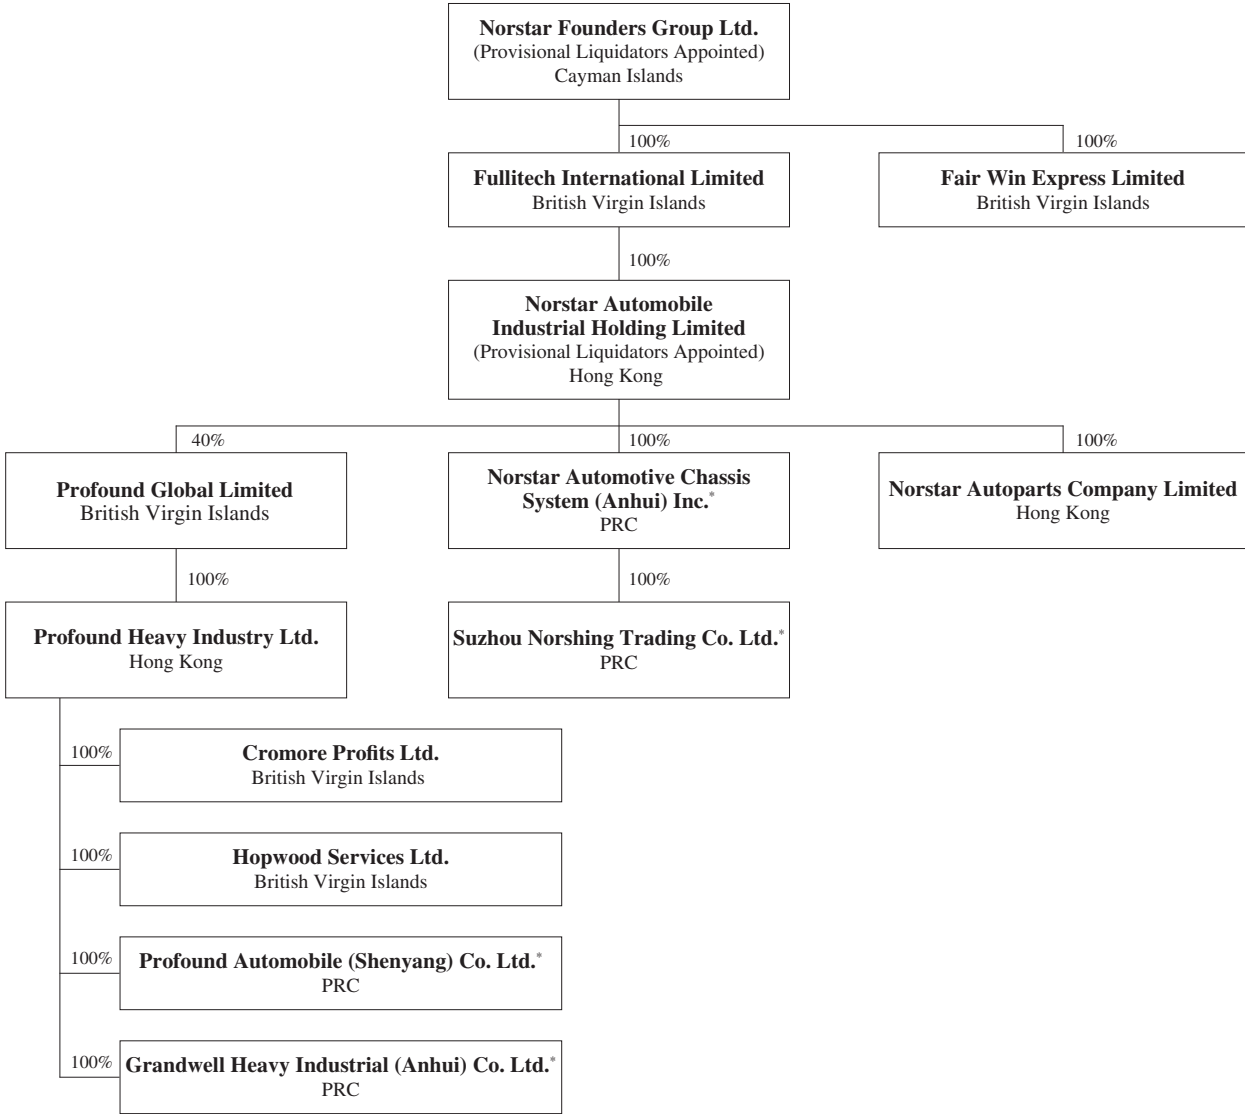 Norstar Founders Group Ltd.
(Provisional Liquidators Appointed)
Cayman Islands
100%
100%
Fullitech International Limited
British Virgin Islands
Fair Win Express Limited
British Virgin Islands
100%
Norstar Automobile
Industrial Holding Limited
(Provisional Liquidators Appointed)
Hong Kong
40%
100%
100%
Profound Global Limited
British Virgin Islands
Norstar Automotive Chassis
System (Anhui) Inc.*
PRC
Norstar Autoparts Company Limited
Hong Kong
100%
100%
Profound Heavy Industry Ltd.
Hong Kong
Suzhou Norshing Trading Co. Ltd.*
PRC
100%
Cromore Profits Ltd.
British Virgin Islands
100%
Hopwood Services Ltd.
British Virgin Islands
100%
Profound Automobile (Shenyang) Co. Ltd.*
PRC
100%
Grandwell Heavy Industrial (Anhui) Co. Ltd.*
PRC